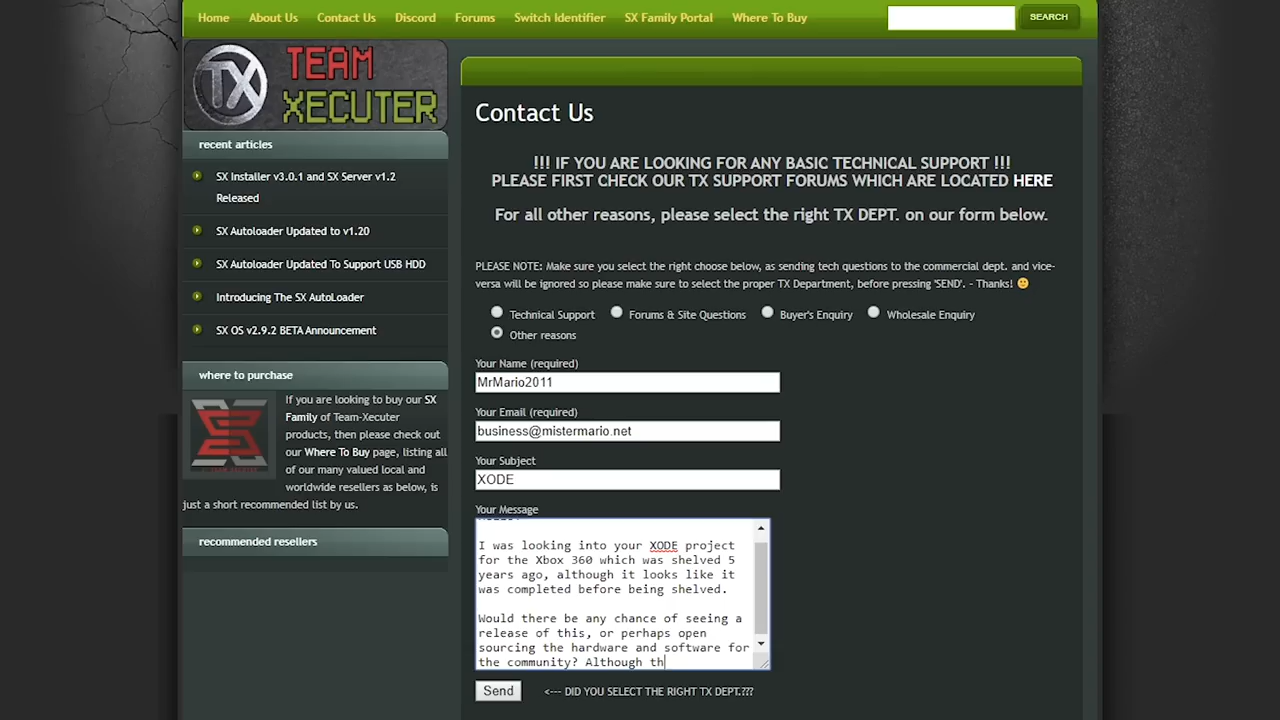 Home About Us Contact Us Discord Forums Switch Identifier SX Family Portal Where To Buy SEARCH
TX TEAM
XECUTER
recent articles
SX Installer v3.0.1 and SX Server v1.2
Released
SX Autoloader Updated to v1.20
SX Autoloader Updated To Support USB HDD
Introducing The SX AutoLoader
SX OS v2.9.2 BETA Announcement
where to purchase
If you are looking to buy our SX
Family of Team-Xecuter
products, then please check out
our Where To Buy page, listing all
of our many valued local and
worldwide resellers as below, is
just a short recommended list by us.
recommended resellers
Contact Us
!!! IF YOU ARE LOOKING FOR ANY BASIC TECHNICAL SUPPORT !!!
PLEASE FIRST CHECK OUR TX SUPPORT FORUMS WHICH ARE LOCATED HERE
For all other reasons, please select the right TX DEPT. on our form below.
PLEASE NOTE: Make sure you select the right choose below, as sending tech questions to the commercial dept. and vice-
versa will be ignored so please make sure to select the proper TX Department, before pressing 'SEND'. – Thanks! 🙂
Technical Support Forums & Site Questions Buyer's Enquiry Wholesale Enquiry
Other reasons
Your Name (required)
MrMario2011
Your Email (required)
business@mistermario.net
Your Subject
XODE
Your Message
I was looking into your XODE project
for the Xbox 360 which was shelved 5
years ago, although it looks like it
was completed before being shelved.
Would there be any chance of seeing a
release of this, or perhaps open
sourcing the hardware and software for
the community? Although th
Send <--- DID YOU SELECT THE RIGHT TX DEPT.???